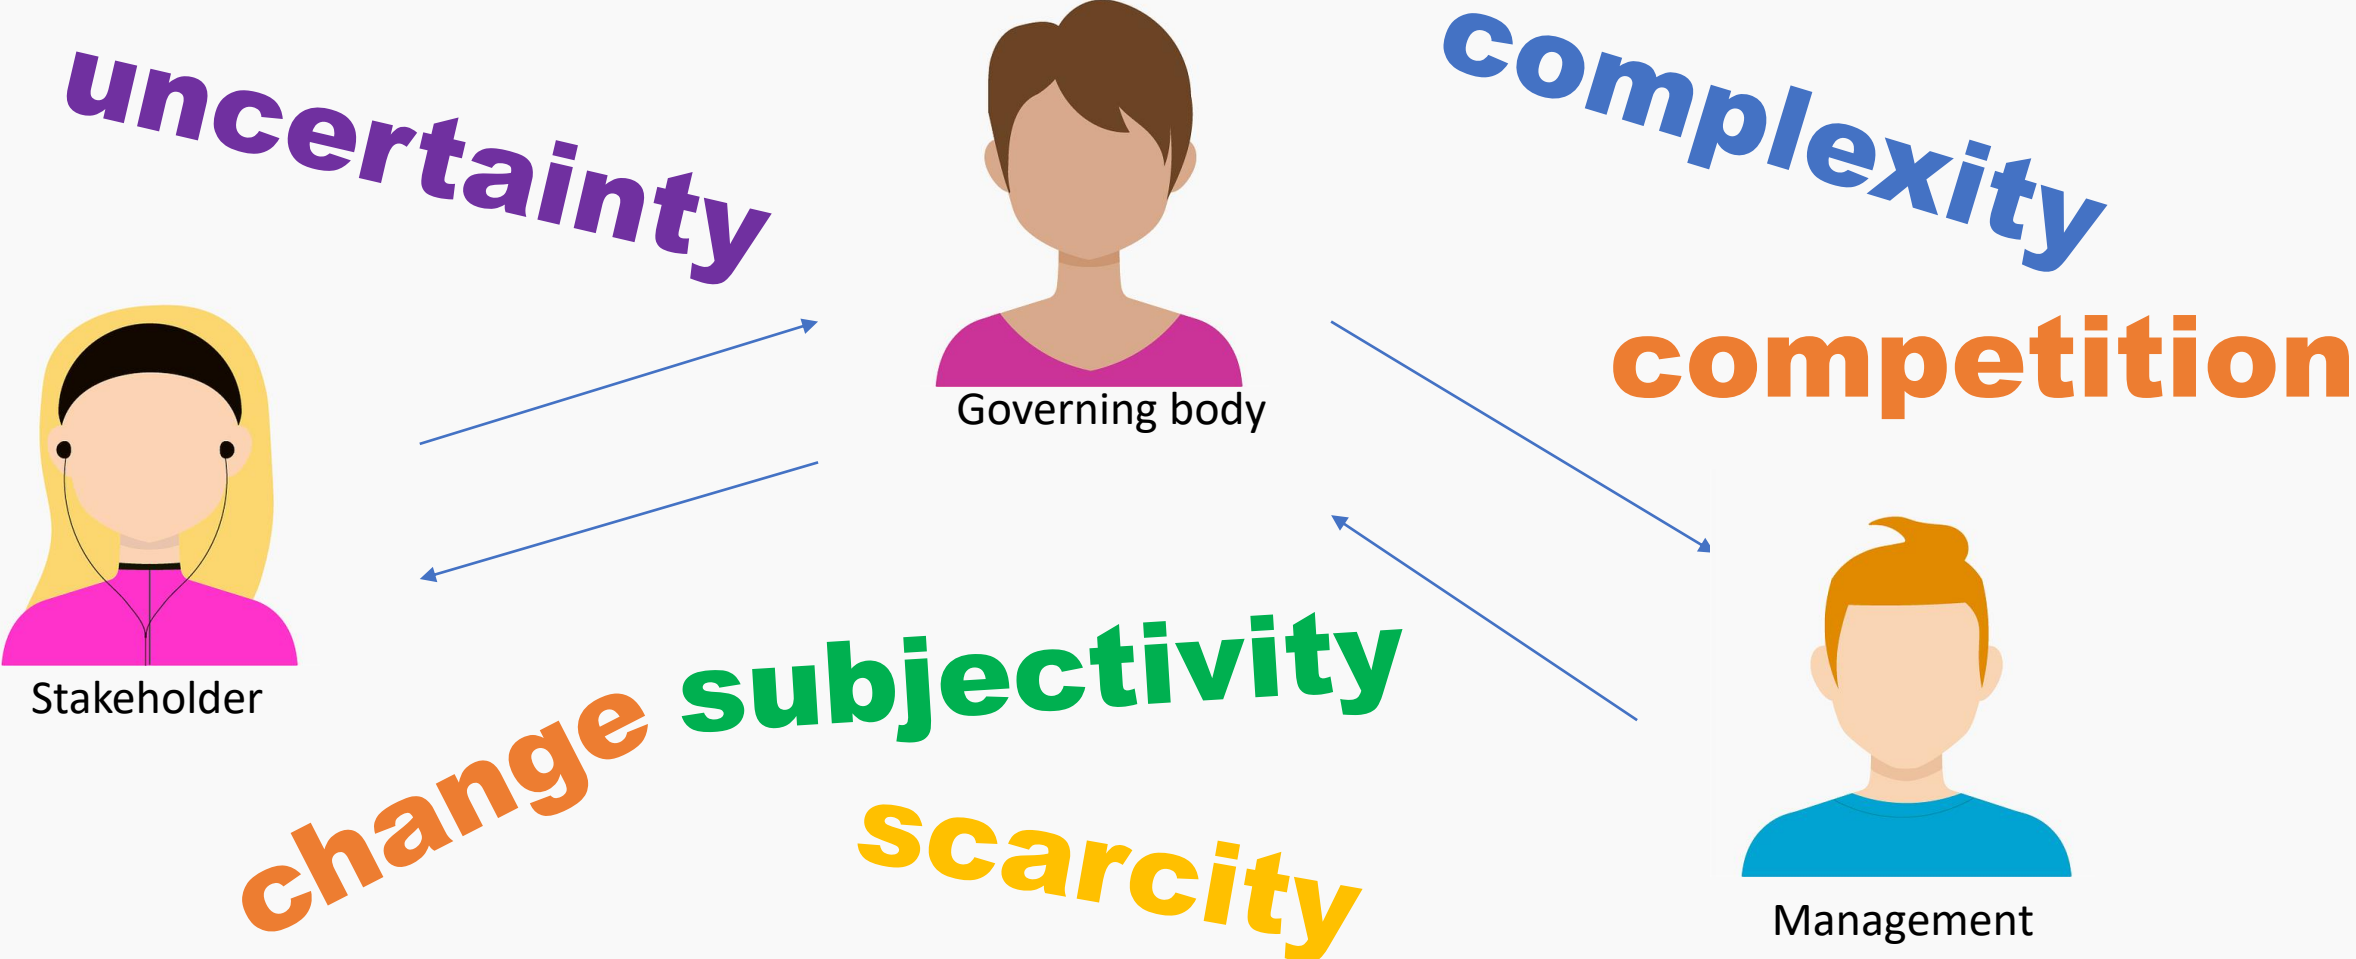 uncertainty
complexity
competition
Governing body
Stakeholder
subjectivity
change
scarcity
Management